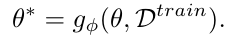 θ* = g_ϕ(θ, 𝒟^{train}).